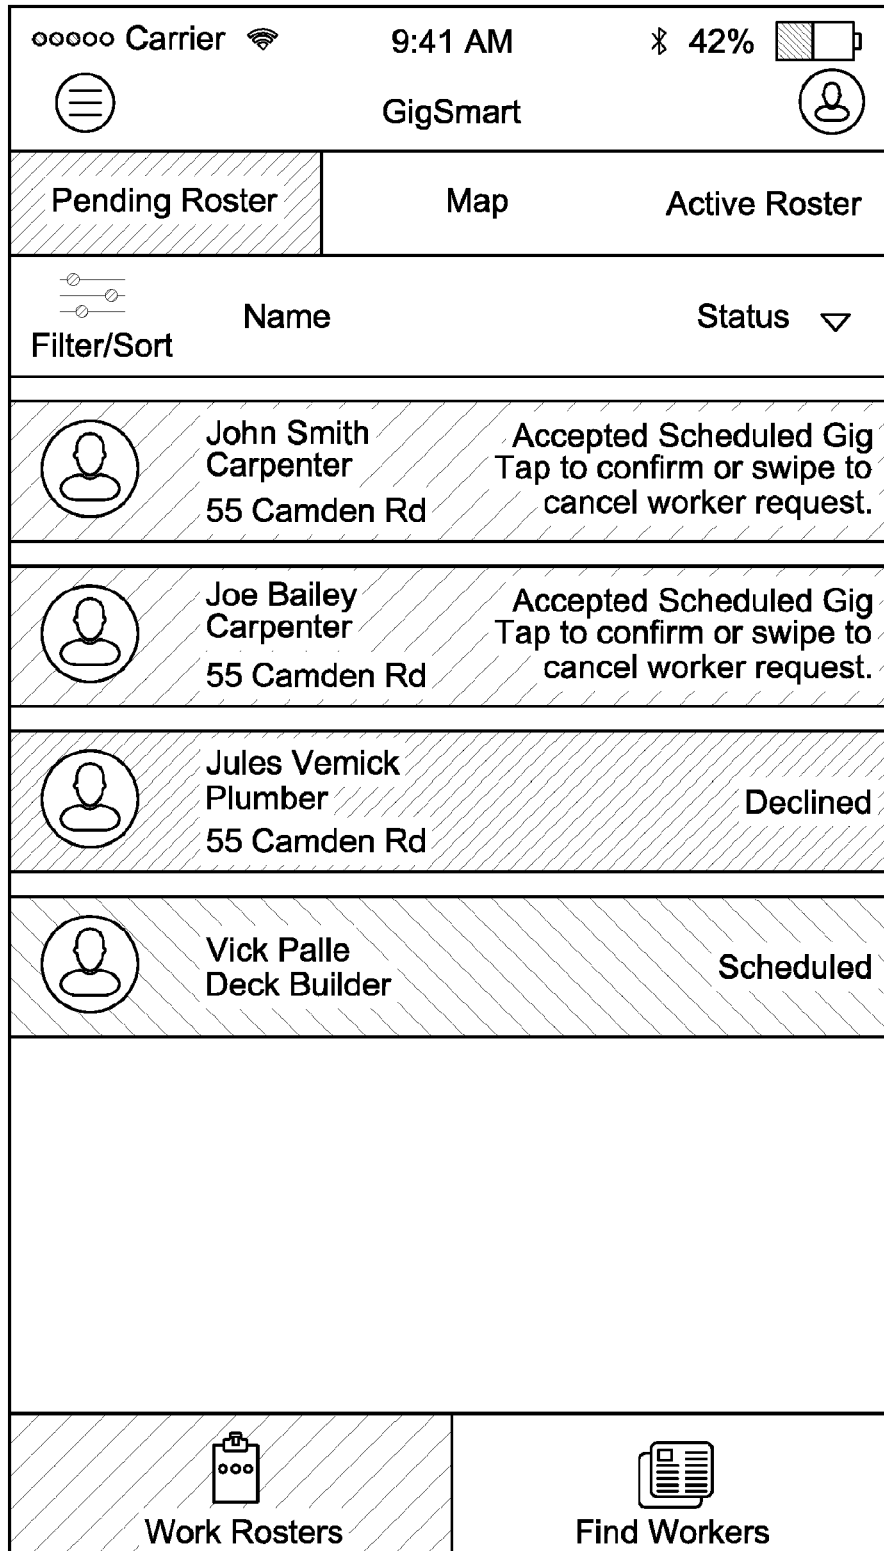 Carrier 9:41 AM 42%
GigSmart
Pending Roster Map Active Roster
Filter/Sort Name Status
John Smith
Carpenter
55 Camden Rd
Accepted Scheduled Gig
Tap to confirm or swipe to
cancel worker request.
Joe Bailey
Carpenter
55 Camden Rd
Accepted Scheduled Gig
Tap to confirm or swipe to
cancel worker request.
Jules Vemick
Plumber
55 Camden Rd
Declined
Vick Palle
Deck Builder
Scheduled
Work Rosters Find Workers